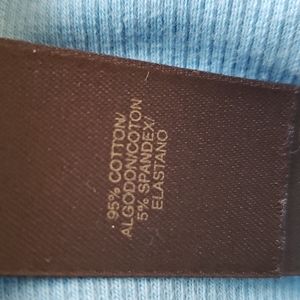 95% COTTON/
ALGODON/COTON
5% SPANDEX/
ELASTANO